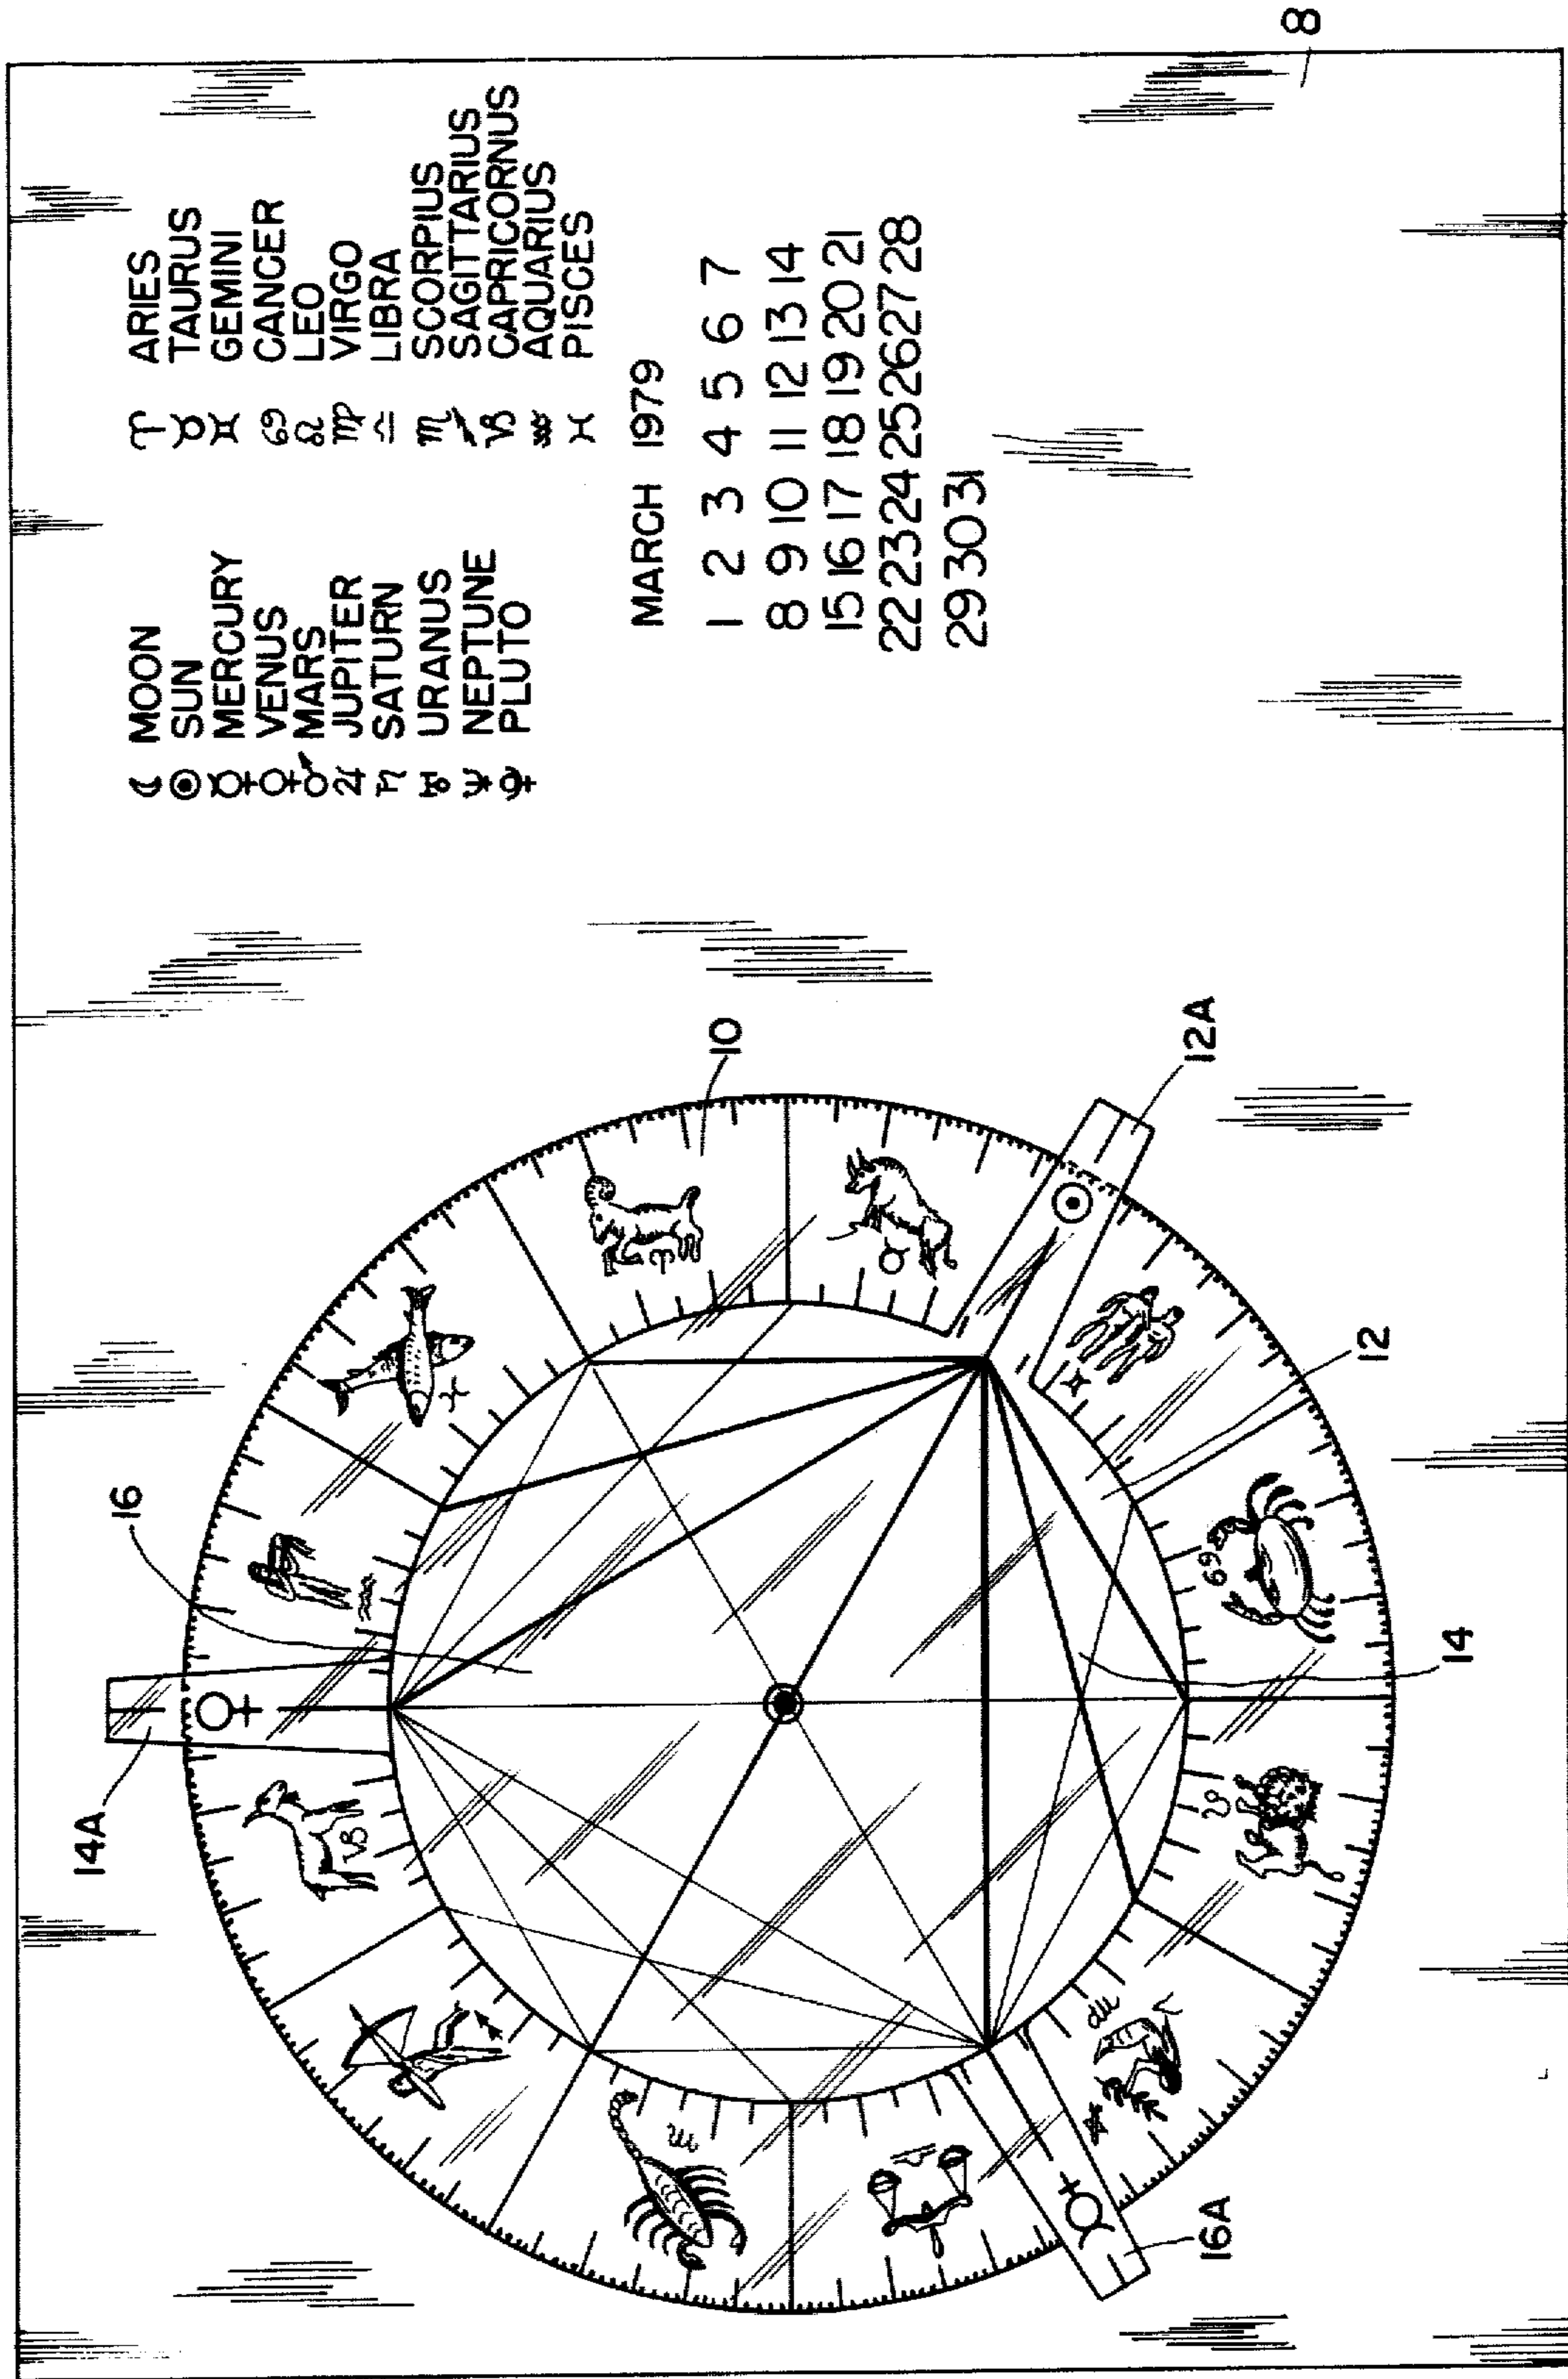 ☾ MOON
☉ SUN
☿ MERCURY
♀ VENUS
♂ MARS
♃ JUPITER
♄ SATURN
♅ URANUS
♆ NEPTUNE
PLUTO
♈ ARIES
♉ TAURUS
♊ GEMINI
♋ CANCER
♌ LEO
♍ VIRGO
♎ LIBRA
♏ SCORPIUS
♐ SAGITTARIUS
♑ CAPRICORNUS
♒ AQUARIUS
♓ PISCES
MARCH 1979
1 2 3 4 5 6 7
8 9 10 11 12 13 14
15 16 17 18 19 20 21
22 23 24 25 26 27 28
29 30 31
14A
16
10
12A
12
14
16A
8
♀
☉
☿
☉
♈
♉
♊
♋
♌
♍
♎
♏
♐
♑
♒
♓